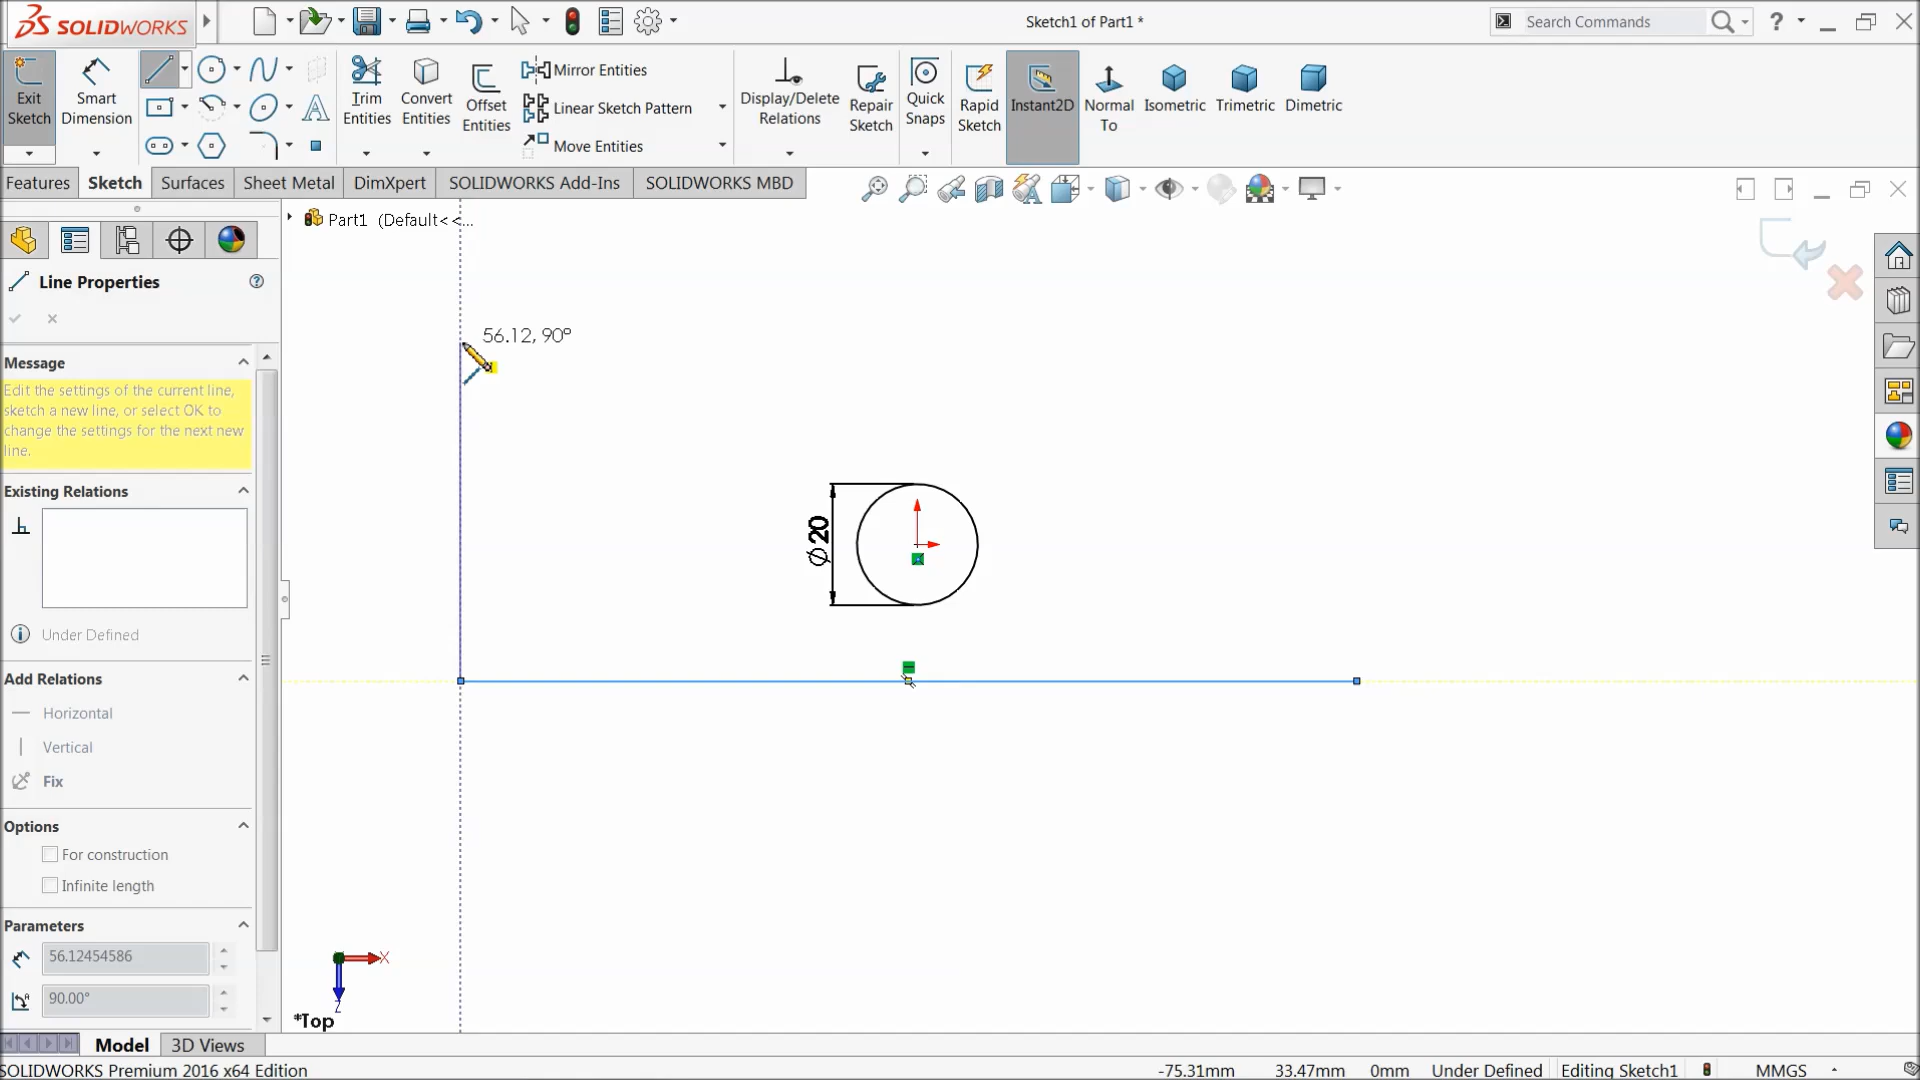 SOLIDWORKS
Sketch1 of Part1 *
Search Commands
?
Exit
Sketch
Smart
Dimension
Trim
Entities
Convert
Entities
Offset
Entities
Mirror Entities
Linear Sketch Pattern
Move Entities
Display/Delete
Relations
Repair
Sketch
Quick
Snaps
Rapid
Sketch
Instant2D
Normal
To
Isometric
Trimetric
Dimetric
Features
Sketch
Surfaces
Sheet Metal
DimXpert
SOLIDWORKS Add-Ins
SOLIDWORKS MBD
Part1 (Default<<...
Line Properties
Message
Edit the settings of the current line,
sketch a new line, or select OK to
change the settings for the next new
line.
Existing Relations
Under Defined
Add Relations
Horizontal
Vertical
Fix
Options
For construction
Infinite length
Parameters
56.12454586
90.00°
56.12, 90°
∅20
X
Z
*Top
Model
3D Views
SOLIDWORKS Premium 2016 x64 Edition
-75.31mm
33.47mm
0mm
Under Defined
Editing Sketch1
MMGS